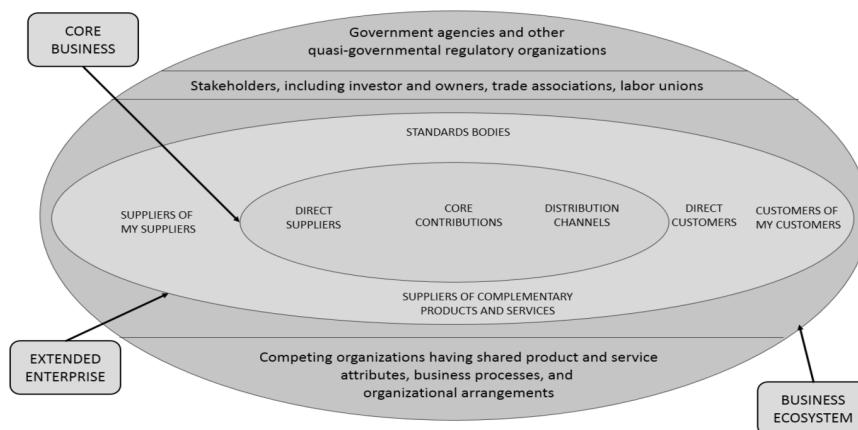 CORE
BUSINESS
Government agencies and other
quasi-governmental regulatory organizations
Stakeholders, including investor and owners, trade associations, labor unions
STANDARDS BODIES
SUPPLIERS OF
MY SUPPLIERS
DIRECT
SUPPLIERS
CORE
CONTRIBUTIONS
DISTRIBUTION
CHANNELS
DIRECT
CUSTOMERS
CUSTOMERS OF
MY CUSTOMERS
SUPPLIERS OF COMPLEMENTARY
PRODUCTS AND SERVICES
EXTENDED
ENTERPRISE
Competing organizations having shared product and service
attributes, business processes, and
organizational arrangements
BUSINESS
ECOSYSTEM